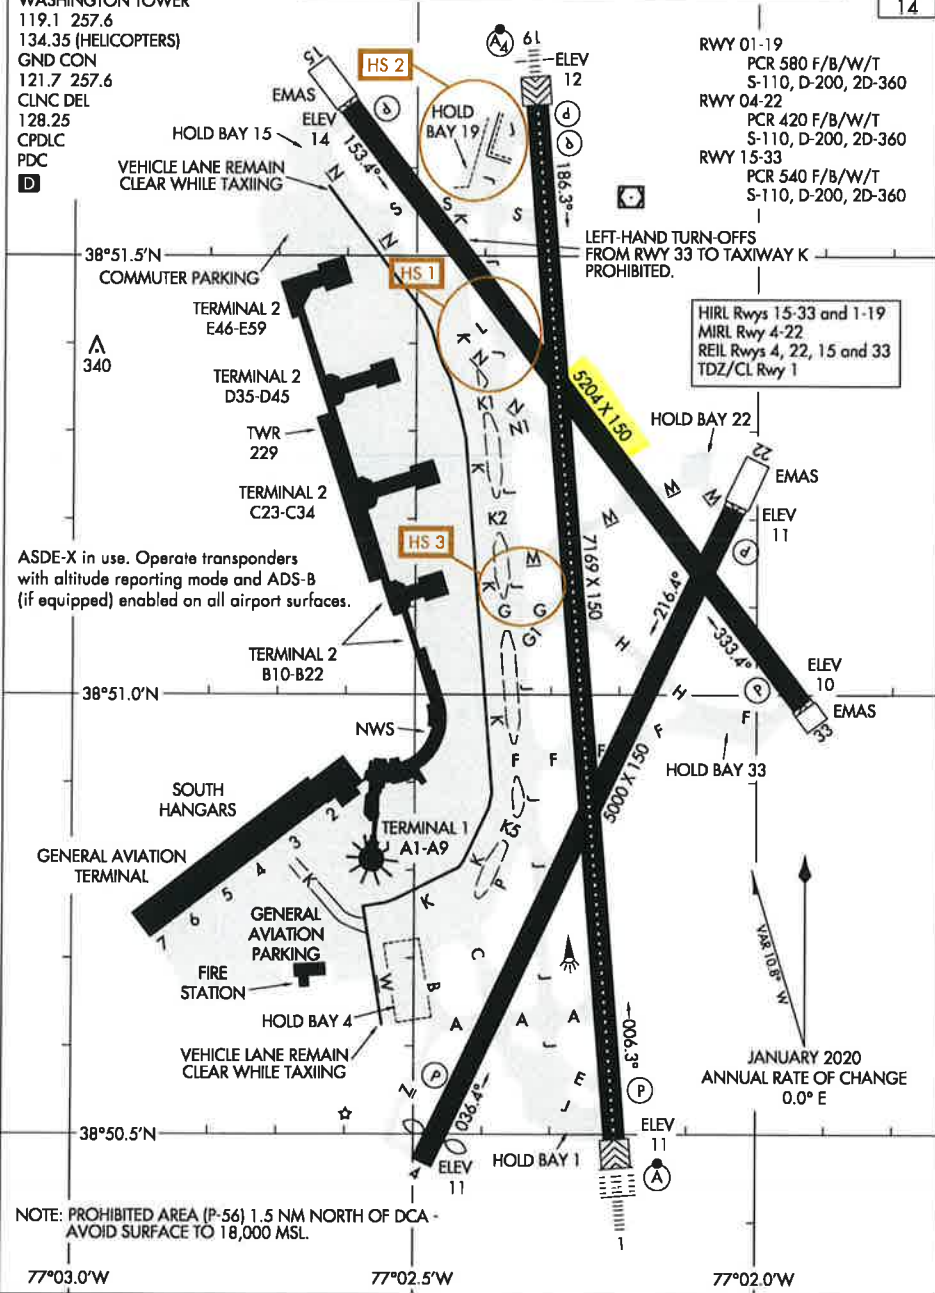 WASHINGTON TOWER
119.1 257.6
134.35 (HELICOPTERS)
GND CON
121.7 257.6
CLNC DEL
128.25
CPDLC
PDC
D
14
RWY 01-19
PCR 580 F/B/W/T
S-110, D-200, 2D-360
RWY 04-22
PCR 420 F/B/W/T
S-110, D-200, 2D-360
RWY 15-33
PCR 540 F/B/W/T
S-110, D-200, 2D-360
15
EMAS
ELEV
14
P
153.4°
HS 2
HOLD
BAY 19
J
J
A4
19
ELEV
12
P
P
186.3°
HOLD BAY 15
VEHICLE LANE REMAIN
CLEAR WHILE TAXIING
N
N
S
S
K
S
J
LEFT-HAND TURN-OFFS
FROM RWY 33 TO TAXIWAY K
PROHIBITED.
38°51.5'N
COMMUTER PARKING
HS 1
TERMINAL 2
E46-E59
340
K
L
J
N
HIRL Rwys 15-33 and 1-19
MIRL Rwy 4-22
REIL Rwys 4, 22, 15 and 33
TDZ/CL Rwy 1
TERMINAL 2
D35-D45
5204 X 150
K1
N
N1
TWR
229
HOLD BAY 22
22
EMAS
K
J
M
M
M
TERMINAL 2
C23-C34
K2
ELEV
11
P
HS 3
M
K
J
G
G
G1
7169 X 150
ASDE-X in use. Operate transponders
with altitude reporting mode and ADS-B
(if equipped) enabled on all airport surfaces.
216.4°
333.4°
H
H
TERMINAL 2
B10-B22
ELEV
10
EMAS
33
P
38°51.0'N
J
K
F
F
F
F
F
HOLD BAY 33
NWS
5000 X 150
SOUTH
HANGARS
J
K5
2
3
4
5
6
7
GENERAL AVIATION
TERMINAL
TERMINAL 1
A1-A9
K
P
J
K
K
GENERAL
AVIATION
PARKING
FIRE
STATION
C
W
B
J
HOLD BAY 4
A
A
A
J
VEHICLE LANE REMAIN
CLEAR WHILE TAXIING
006.3°
VAR 10.8° W
JANUARY 2020
ANNUAL RATE OF CHANGE
0.0° E
P
N
036.4°
E
J
P
38°50.5'N
4
ELEV
11
HOLD BAY 1
ELEV
11
A
1
NOTE: PROHIBITED AREA (P-56) 1.5 NM NORTH OF DCA -
AVOID SURFACE TO 18,000 MSL.
77°03.0'W
77°02.5'W
77°02.0'W